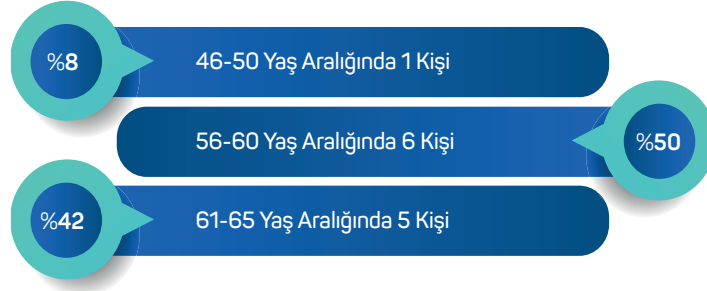 %8
46-50 Yaş Aralığında 1 Kişi
56-60 Yaş Aralığında 6 Kişi
%50
%42
61-65 Yaş Aralığında 5 Kişi